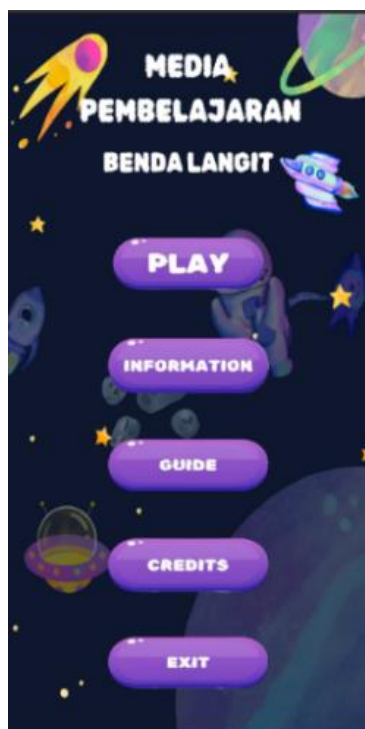 MEDIA
PEMBELAJARAN
BENDA LANGIT
PLAY
INFORMATION
GUIDE
CREDITS
EXIT